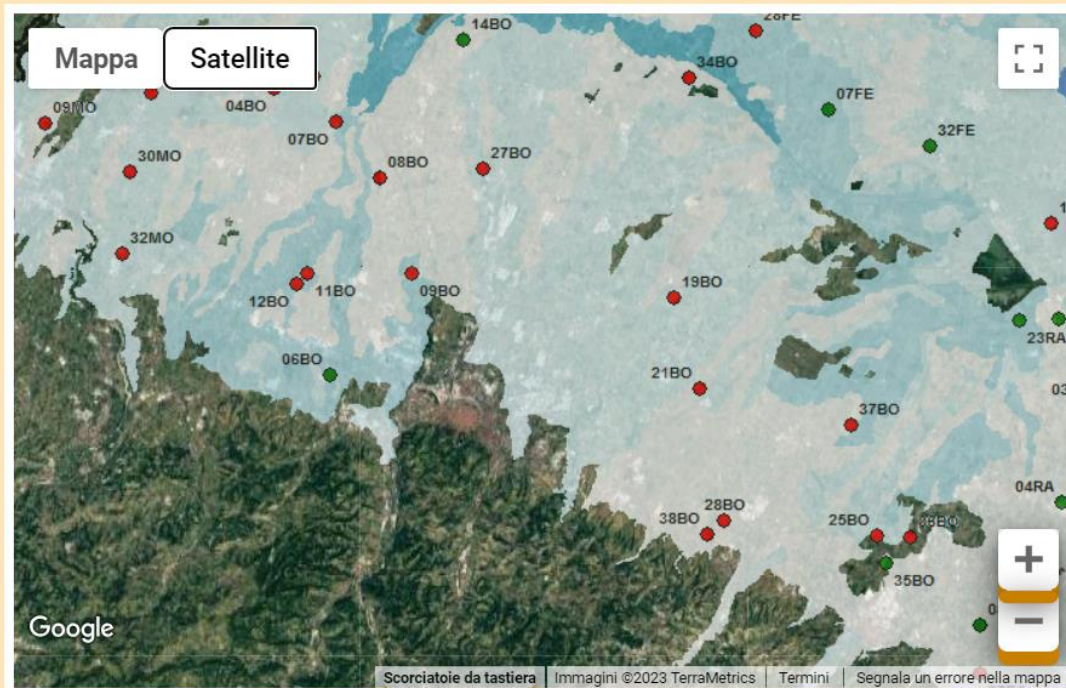 Mappa
Satellite
14BO
28FE
34BO
09MO
04BO
07FE
07BO
32FE
30MO
08BO
27BO
32MO
12BO
11BO
09BO
19BO
23RA
06BO
21BO
03
37BO
04RA
38BO
28BO
25BO
35BO
Google
Scorciatoie da tastiera
Immagini ©2023 TerraMetrics
Termini
Segnala un errore nella mappa